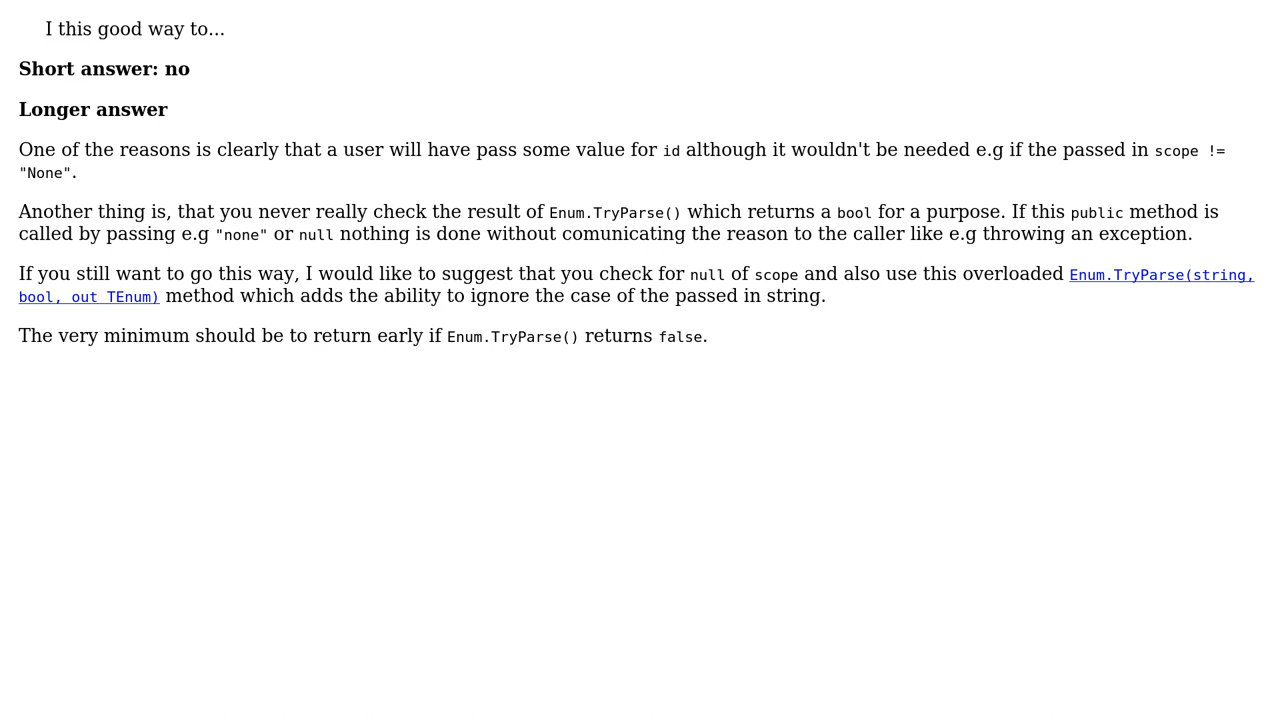 I this good way to...
Short answer: no
Longer answer
One of the reasons is clearly that a user will have pass some value for id although it wouldn't be needed e.g if the passed in scope !=
"None".
Another thing is, that you never really check the result of Enum.TryParse() which returns a bool for a purpose. If this public method is
called by passing e.g "none" or null nothing is done without comunicating the reason to the caller like e.g throwing an exception.
If you still want to go this way, I would like to suggest that you check for null of scope and also use this overloaded Enum.TryParse(string,
bool, out TEnum) method which adds the ability to ignore the case of the passed in string.
The very minimum should be to return early if Enum.TryParse() returns false.